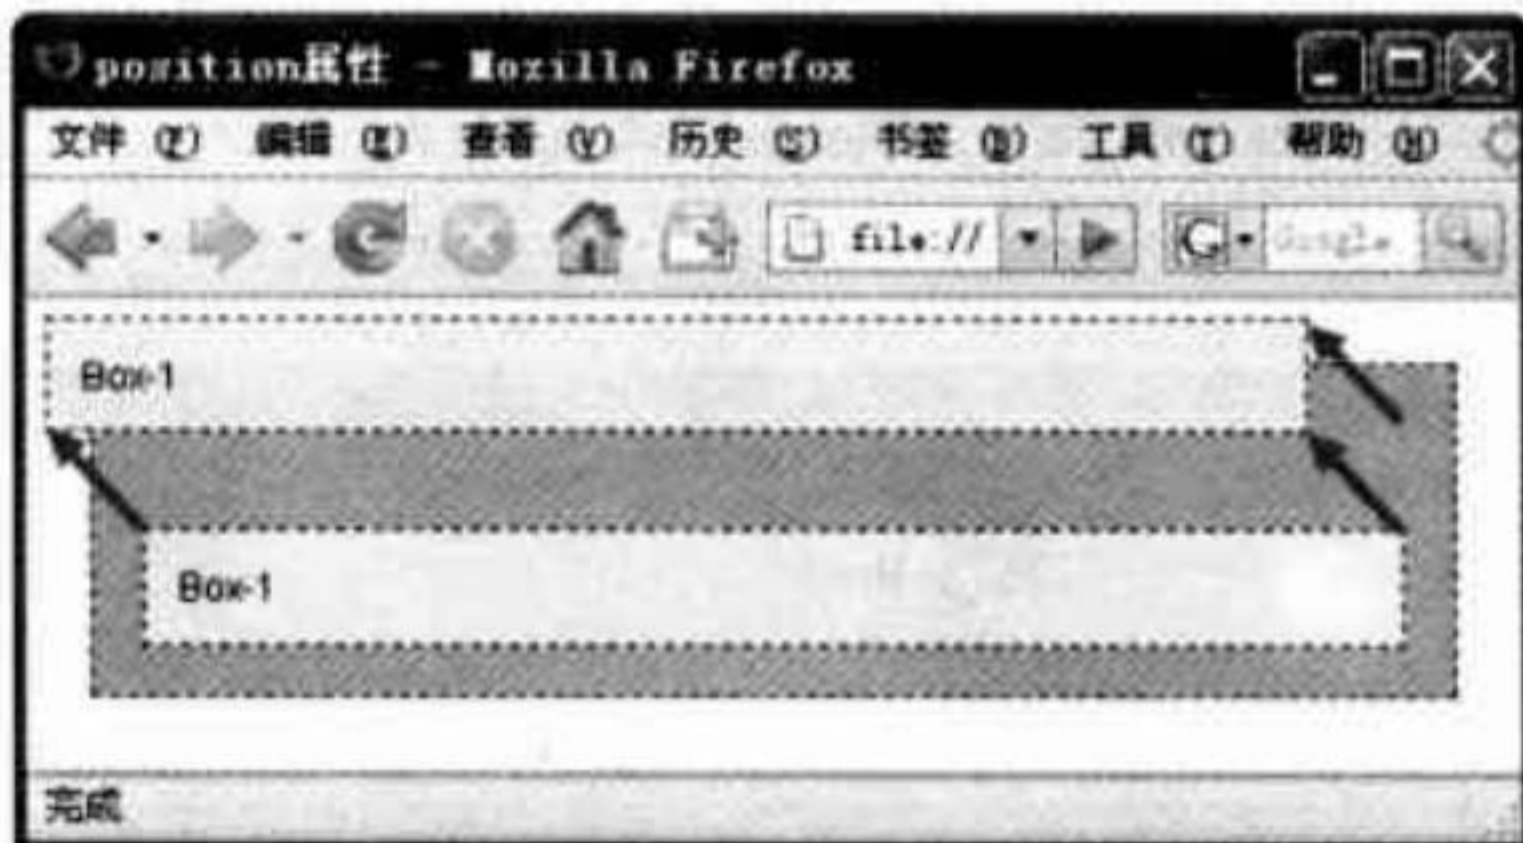 position属性 - Mozilla Firefox
文件 (F) 编辑 (E) 查看 (V) 历史 (S) 书签 (B) 工具 (T) 帮助 (H)
file:// G Google
Box-1
Box-1
完成